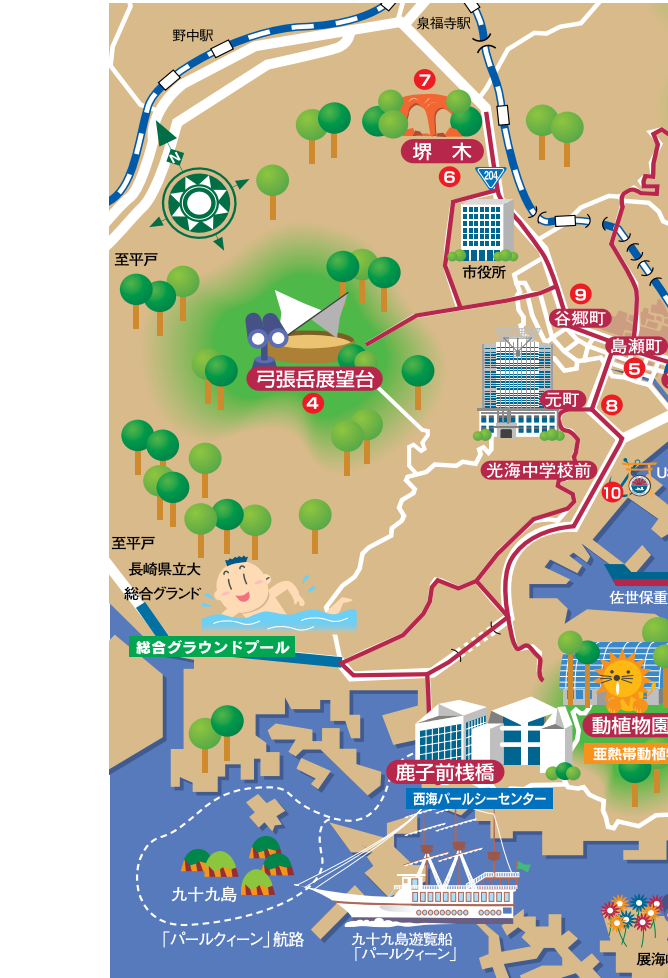 野中駅
泉福寺駅
7
堺 木
6
204
N
至平戸
市役所
9
谷郷町
島瀬町
5
弓張岳展望台
4
元町
8
光海中学校前
10
至平戸
長崎県立大
総合グランド
佐世保重
総合グラウンドプール
動植物園
亜熱帯動植物
鹿子前桟橋
西海パールシーセンター
九十九島
「パールクィーン」航路
九十九島遊覧船
「パールクィーン」
展海